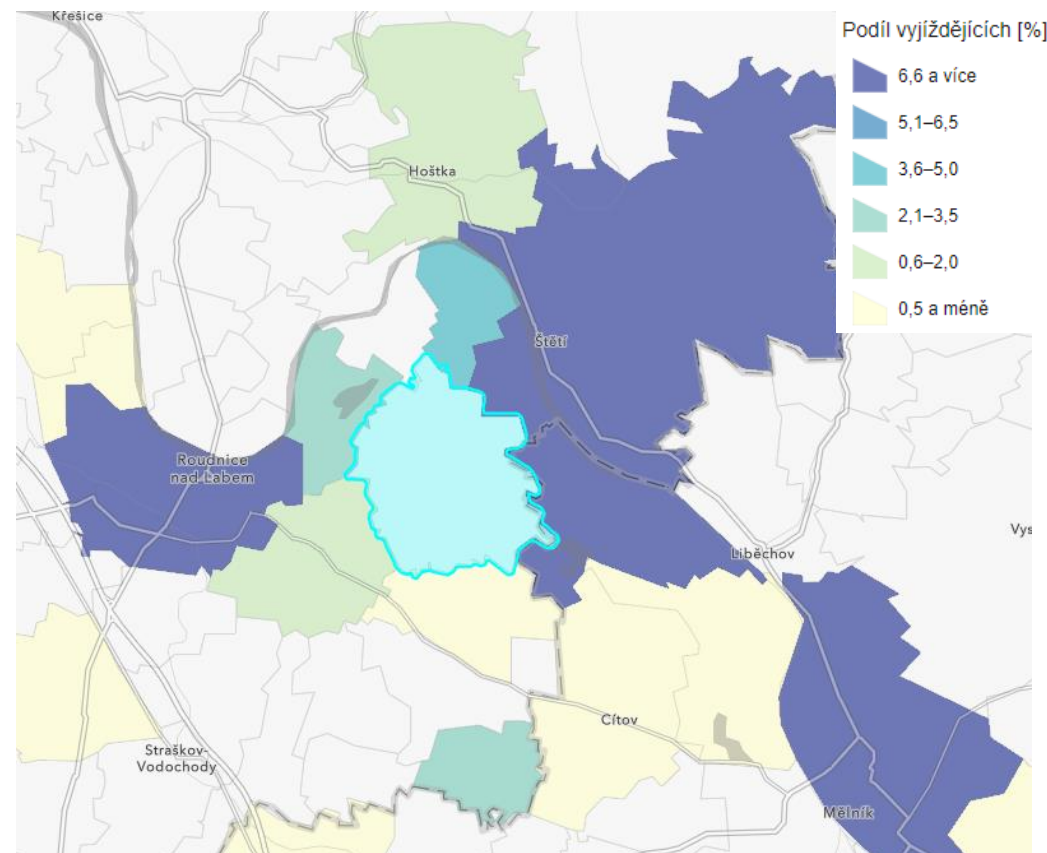 Křešice
Podíl vyjíždějících [%]
6,6 a více
5,1–6,5
3,6–5,0
2,1–3,5
0,6–2,0
0,5 a méně
Hoštka
Štětí
Roudnice
nad Labem
Vys
Liběchov
Cítov
Straškov-
Vodochody
Mělník